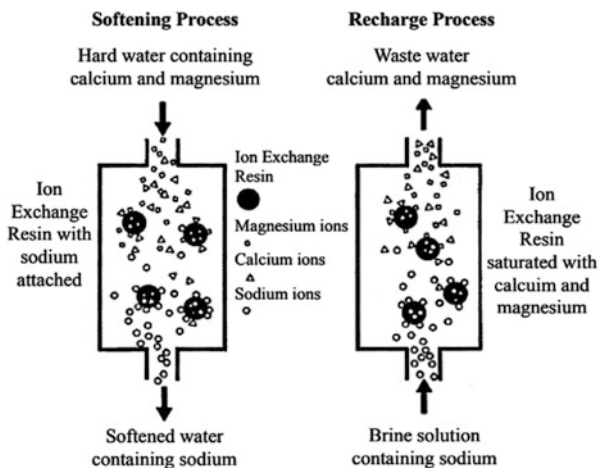 Softening Process
Hard water containing
calcium and magnesium
Ion
Exchange
Resin with
sodium
attached
Softened water
containing sodium
Ion Exchange
Resin
Magnesium ions
Calcium ions
Sodium ions
Recharge Process
Waste water
calcium and magnesium
Ion
Exchange
Resin
saturated with
calcuim and
magnesium
Brine solution
containing sodium